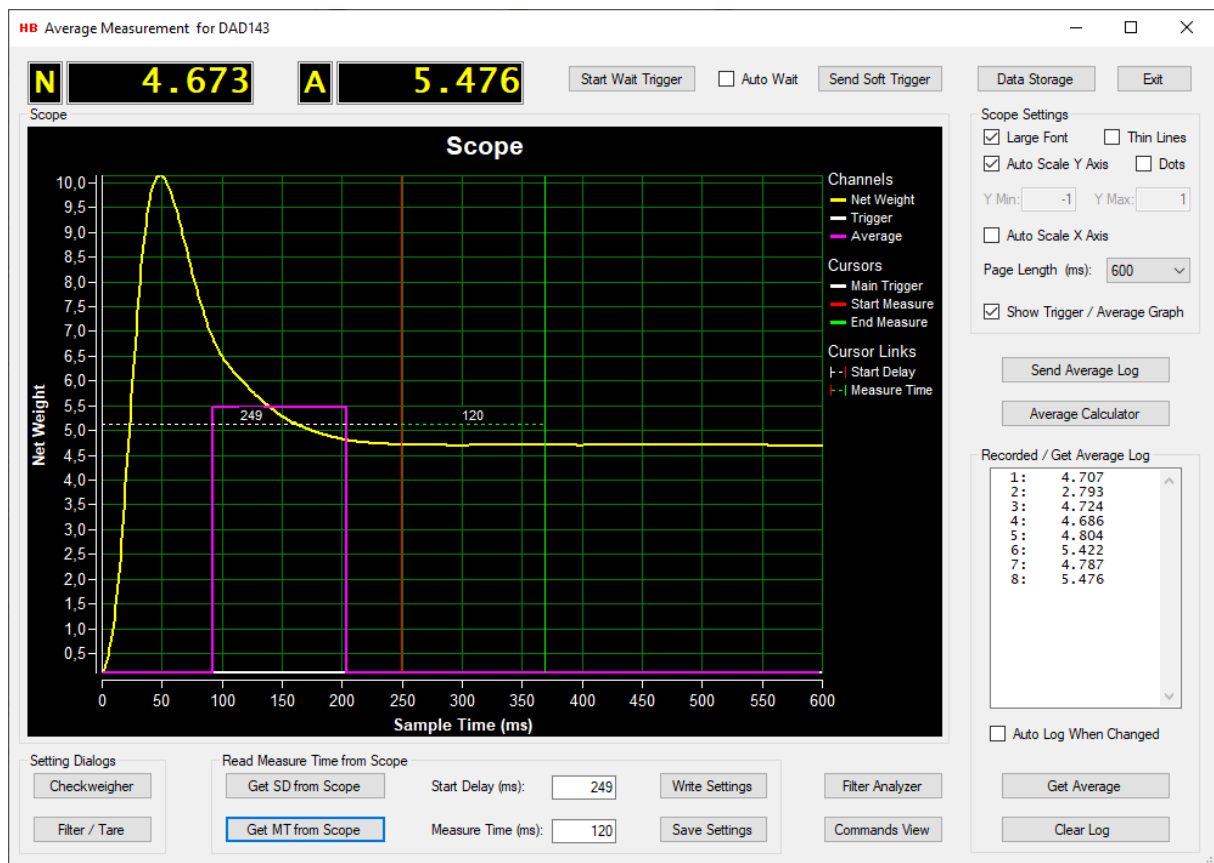 HB Average Measurement for DAD143
N 4.673 A 5.476 Start Wait Trigger Auto Wait Send Soft Trigger Data Storage Exit
Scope
Scope
10,0
9,5
9,0
8,5
8,0
7,5
7,0
6,5
6,0
5,5
5,0
4,5
4,0
3,5
3,0
2,5
2,0
1,5
1,0
0,5
Net Weight
249 120
0 50 100 150 200 250 300 350 400 450 500 550 600
Sample Time (ms)
Channels
Net Weight
Trigger
Average
Cursors
Main Trigger
Start Measure
End Measure
Cursor Links
Start Delay
Measure Time
Scope Settings
Large Font Thin Lines
Auto Scale Y Axis Dots
Y Min: -1 Y Max: 1
Auto Scale X Axis
Page Length (ms): 600
Show Trigger / Average Graph
Send Average Log
Average Calculator
Recorded / Get Average Log
1: 4.707
2: 2.793
3: 4.724
4: 4.686
5: 4.804
6: 5.422
7: 4.787
8: 5.476
Auto Log When Changed
Get Average
Clear Log
Setting Dialogs
Checkweigher
Filter / Tare
Read Measure Time from Scope
Get SD from Scope Start Delay (ms): 249 Write Settings
Get MT from Scope Measure Time (ms): 120 Save Settings
Filter Analyzer
Commands View